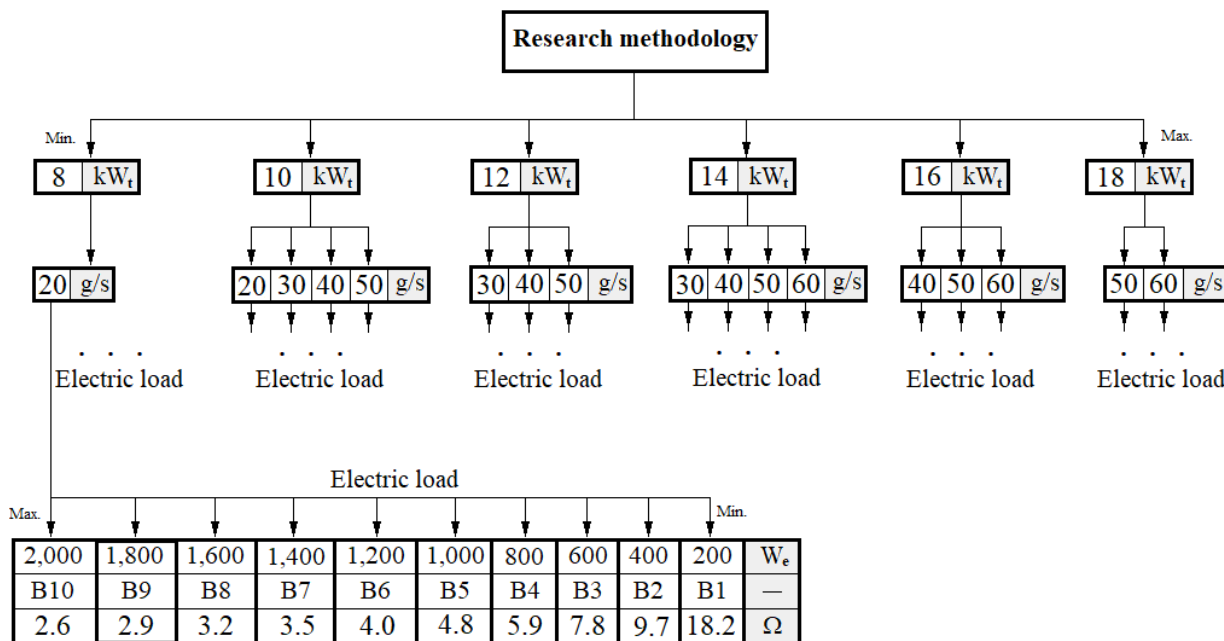 Research methodology
Min.
Max.
8 kWt
10 kWt
12 kWt
14 kWt
16 kWt
18 kWt
20 g/s
20 30 40 50 g/s
30 40 50 g/s
30 40 50 60 g/s
40 50 60 g/s
50 60 g/s
. . .
. . .
. . .
. . .
. . .
. . .
Electric load
Electric load
Electric load
Electric load
Electric load
Electric load
Electric load
Max.
Min.
2,000 1,800 1,600 1,400 1,200 1,000 800 600 400 200 We
B10 B9 B8 B7 B6 B5 B4 B3 B2 B1 —
2.6 2.9 3.2 3.5 4.0 4.8 5.9 7.8 9.7 18.2 Ω